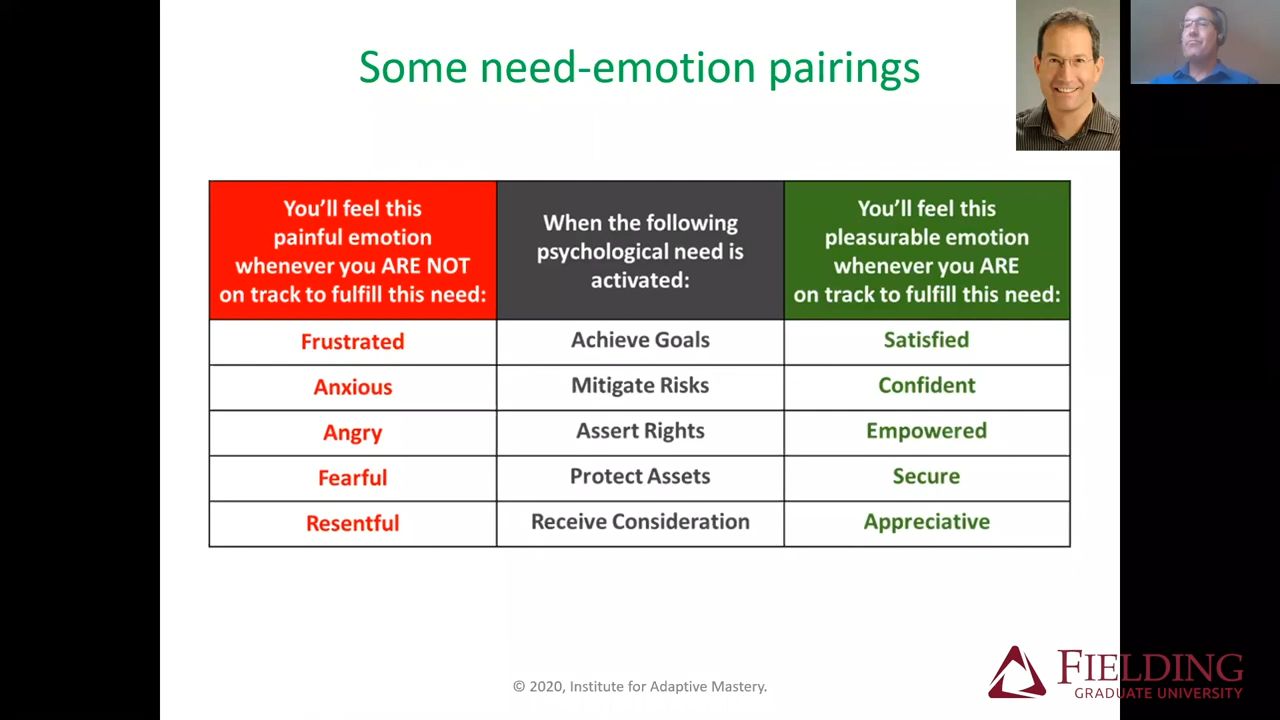 Some need-emotion pairings
You'll feel this
painful emotion
whenever you ARE NOT
on track to fulfill this need:
When the following
psychological need is
activated:
You'll feel this
pleasurable emotion
whenever you ARE
on track to fulfill this need:
Frustrated
Achieve Goals
Satisfied
Anxious
Mitigate Risks
Confident
Angry
Assert Rights
Empowered
Fearful
Protect Assets
Secure
Resentful
Receive Consideration
Appreciative
© 2020, Institute for Adaptive Mastery.
FIELDING
GRADUATE UNIVERSITY